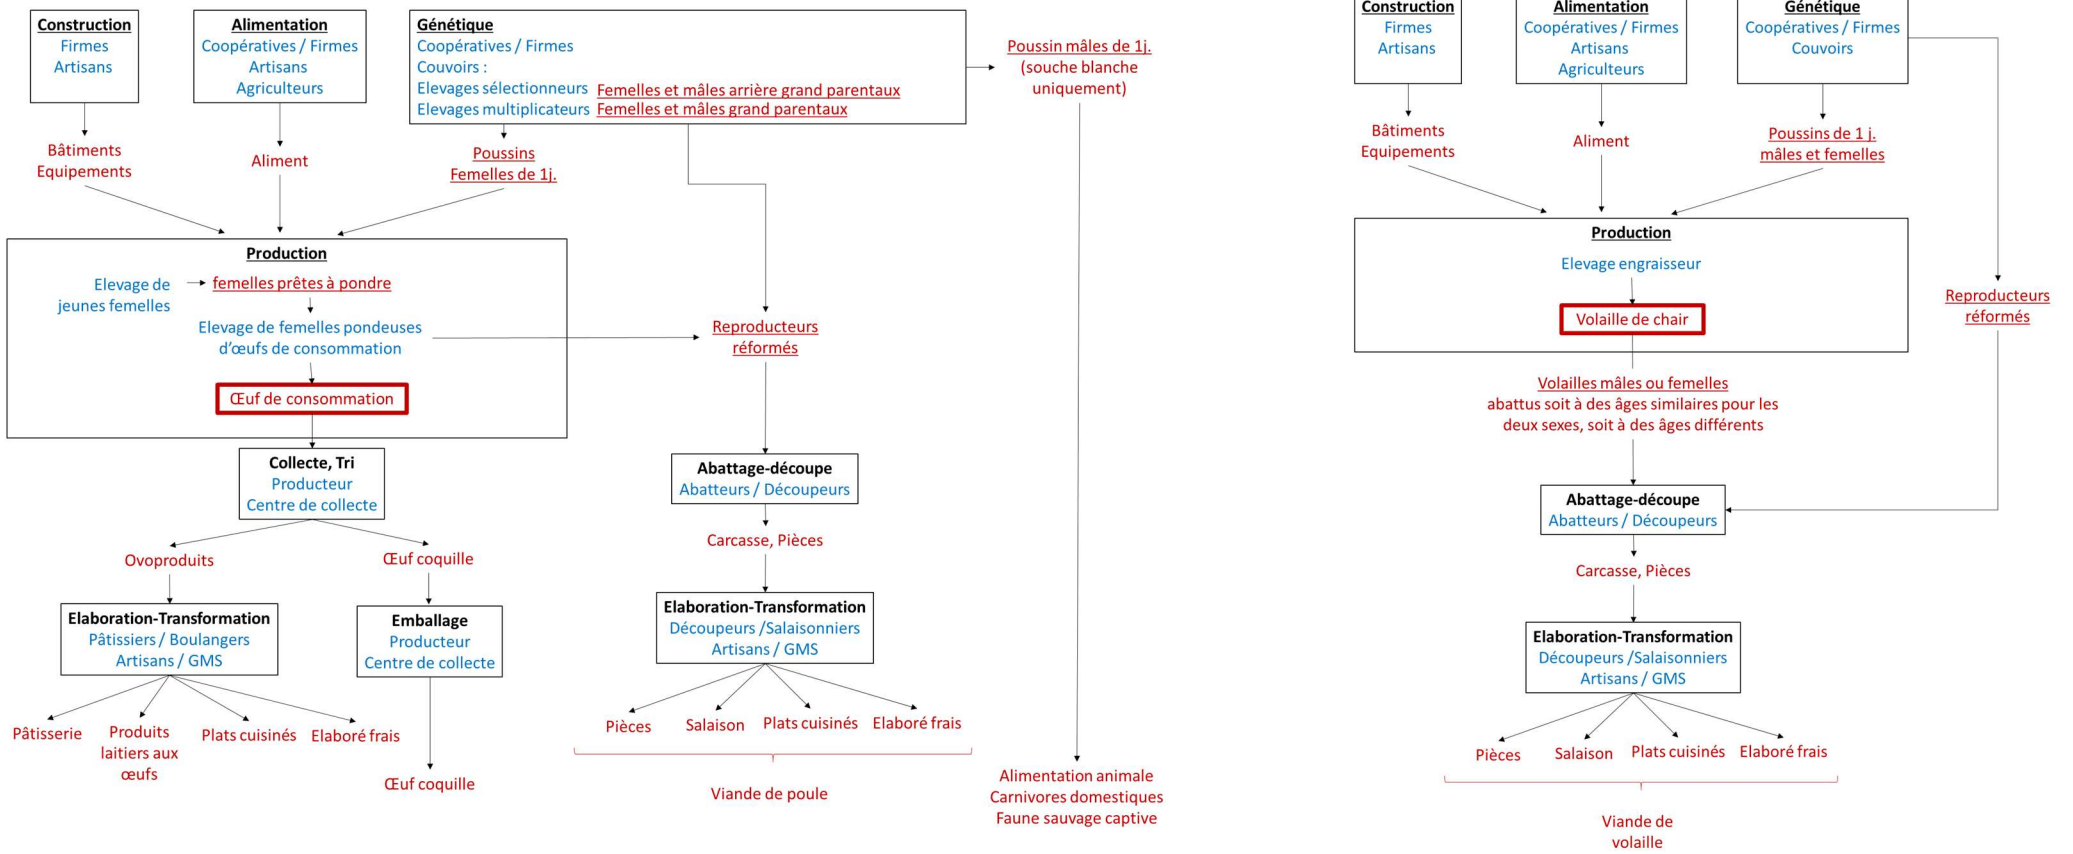 Construction
Firmes
Artisans
Alimentation
Coopératives / Firmes
Artisans
Agriculteurs
Génétique
Coopératives / Firmes
Couvoirs :
Elevages sélectionneurs Femelles et mâles arrière grand parentaux
Elevages multiplicateurs Femelles et mâles grand parentaux
Poussin mâles de 1j.
(souche blanche
uniquement)
Bâtiments
Equipements
Aliment
Poussins
Femelles de 1j.
Production
Elevage de
jeunes femelles
femelles prêtes à pondre
Elevage de femelles pondeuses
d'œufs de consommation
Œuf de consommation
Reproducteurs
réformés
Collecte, Tri
Producteur
Centre de collecte
Abattage-découpe
Abatteurs / Découpeurs
Ovoproduits
Œuf coquille
Carcasse, Pièces
Elaboration-Transformation
Pâtissiers / Boulangers
Artisans / GMS
Emballage
Producteur
Centre de collecte
Elaboration-Transformation
Découpeurs /Salaisonniers
Artisans / GMS
Pâtisserie
Produits
laitiers aux
œufs
Plats cuisinés
Elaboré frais
Œuf coquille
Pièces
Salaison
Plats cuisinés
Elaboré frais
Viande de poule
Alimentation animale
Carnivores domestiques
Faune sauvage captive
Construction
Firmes
Artisans
Alimentation
Coopératives / Firmes
Artisans
Agriculteurs
Génétique
Coopératives / Firmes
Couvoirs
Bâtiments
Equipements
Aliment
Poussins de 1 j.
mâles et femelles
Production
Elevage engraisseur
Volaille de chair
Reproducteurs
réformés
Volailles mâles ou femelles
abattus soit à des âges similaires pour les
deux sexes, soit à des âges différents
Abattage-découpe
Abatteurs / Découpeurs
Carcasse, Pièces
Elaboration-Transformation
Découpeurs /Salaisonniers
Artisans / GMS
Pièces
Salaison
Plats cuisinés
Elaboré frais
Viande de
volaille